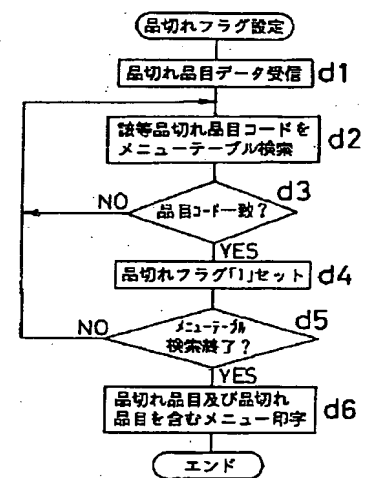 品切れフラグ設定
品切れ品目データ受信 d1
該等品切れ品目コードを
メニューテーブル検索 d2
d3
NO
品目コード一致?
YES
品切れフラグ「1」セット d4
d5
NO
メニューテーブル
検索終了?
YES
品切れ品目及び品切れ
品目を含むメニュー印字 d6
エンド